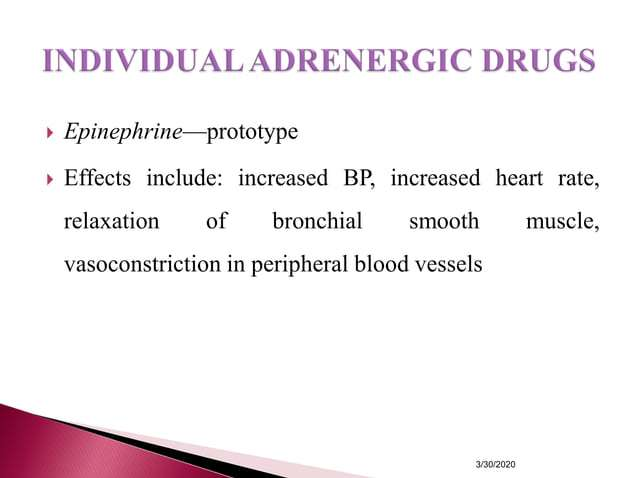 INDIVIDUAL ADRENERGIC DRUGS
Epinephrine—prototype
Effects include: increased BP, increased heart rate,
relaxation of bronchial smooth muscle,
vasoconstriction in peripheral blood vessels
3/30/2020